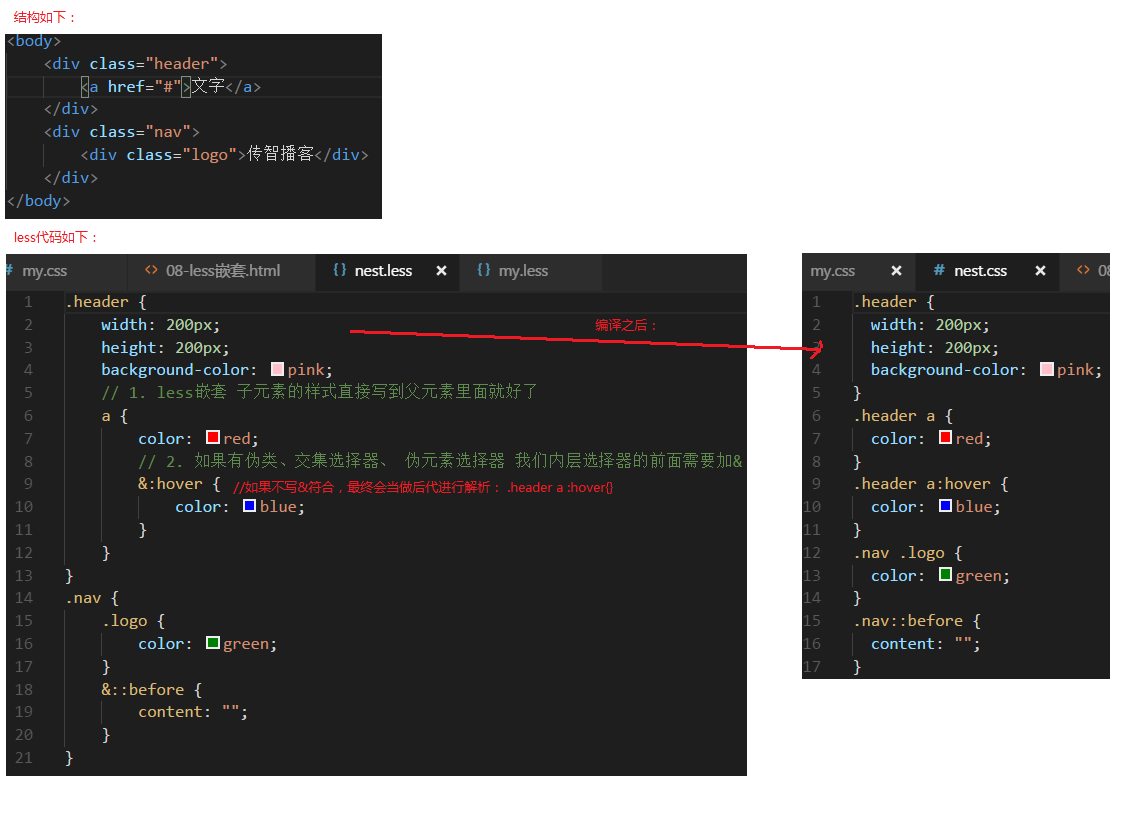 结构如下：
<body>
<div class="header">
<a href="#">文字</a>
</div>
<div class="nav">
<div class="logo">传智播客</div>
</div>
</body>
less代码如下：
# my.css <> 08-less嵌套.html {} nest.less × {} my.less
1 .header {
2 width: 200px;
3 height: 200px;
4 background-color: pink;
5 // 1. less嵌套 子元素的样式直接写到父元素里面就好了
6 a {
7 color: red;
8 // 2. 如果有伪类、交集选择器、 伪元素选择器 我们内层选择器的前面需要加&
9 &:hover { //如果不写&符合，最终会当做后代进行解析： .header a :hover{}
10 color: blue;
11 }
12 }
13 }
14 .nav {
15 .logo {
16 color: green;
17 }
18 &::before {
19 content: "";
20 }
21 }
编译之后：
my.css × # nest.css × <> 08
1 .header {
2 width: 200px;
3 height: 200px;
4 background-color: pink;
5 }
6 .header a {
7 color: red;
8 }
9 .header a:hover {
10 color: blue;
11 }
12 .nav .logo {
13 color: green;
14 }
15 .nav::before {
16 content: "";
17 }